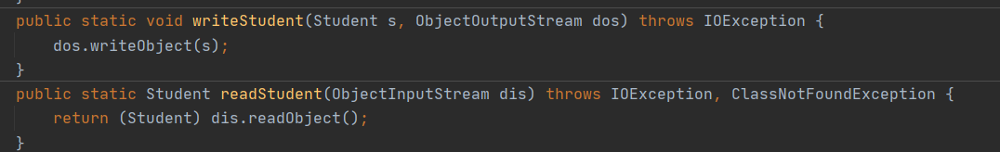 public static void writeStudent(Student s, ObjectOutputStream dos) throws IOException {
    dos.writeObject(s);
}
public static Student readStudent(ObjectInputStream dis) throws IOException, ClassNotFoundException {
    return (Student) dis.readObject();
}